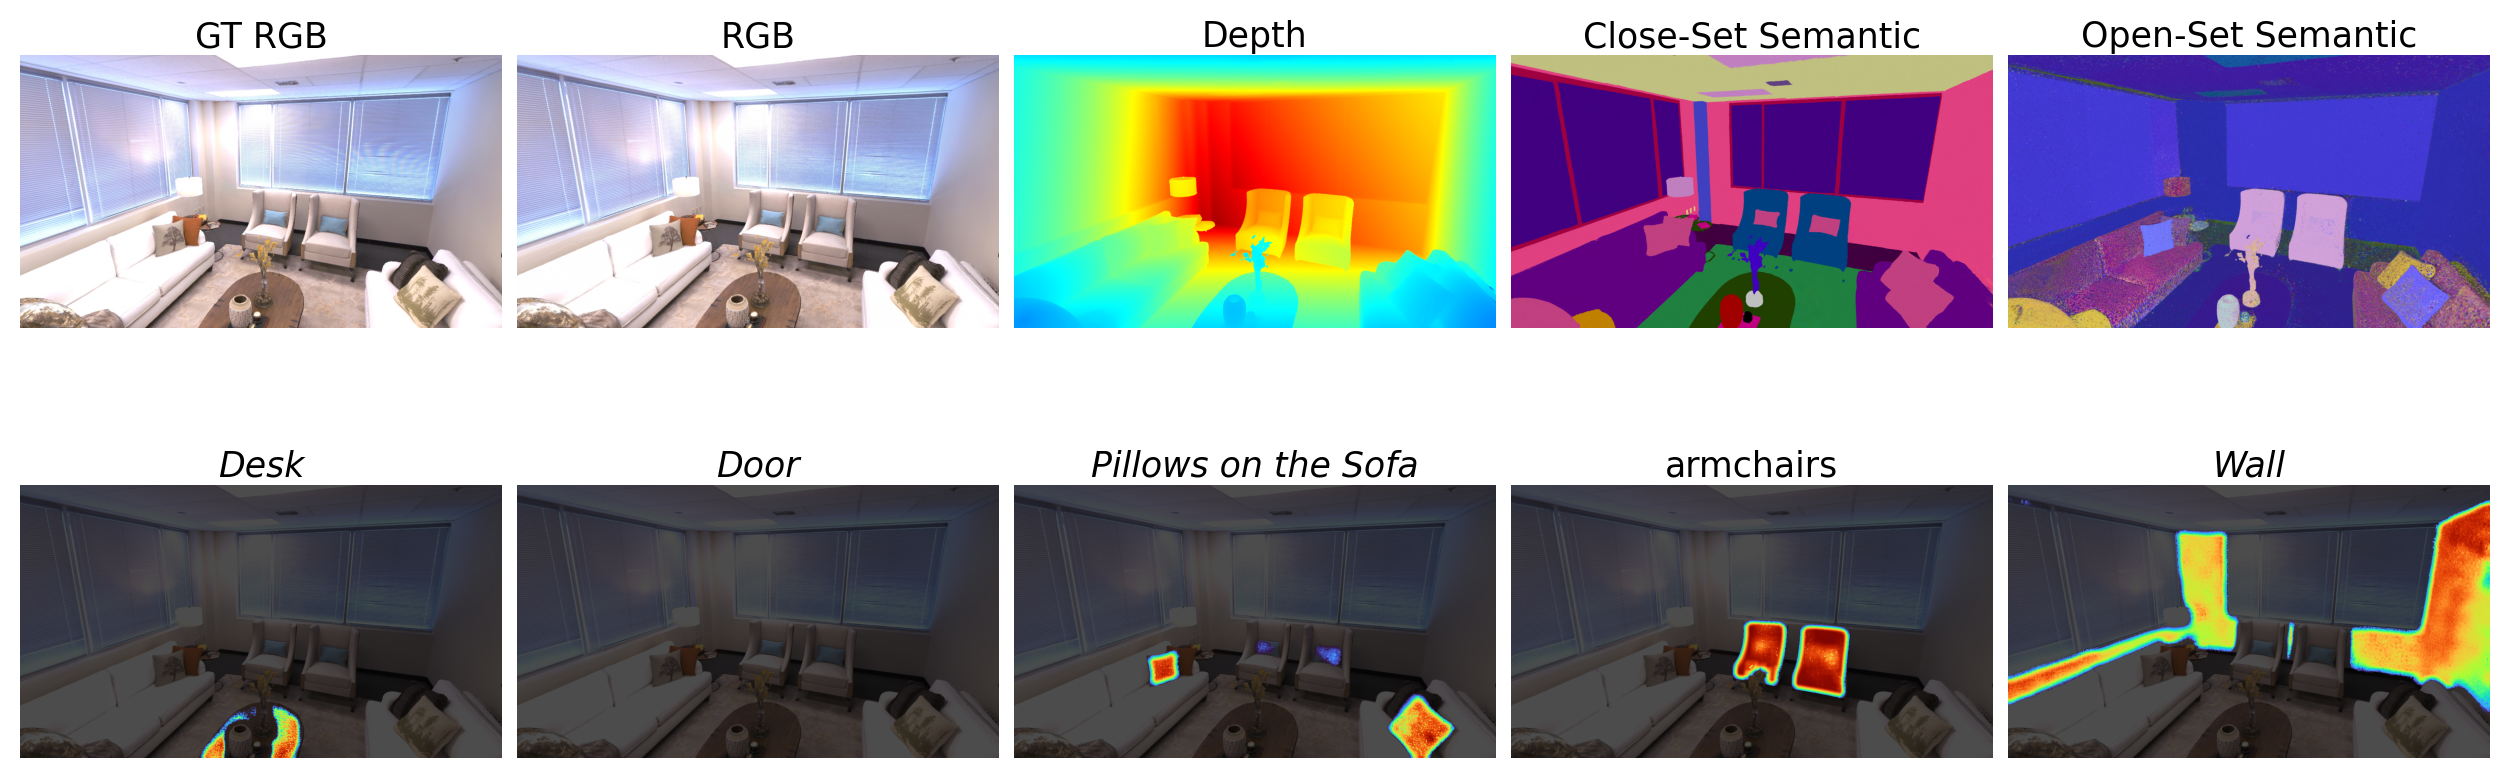 GT RGB
RGB
Depth
Close-Set Semantic
Open-Set Semantic
Desk
Door
Pillows on the Sofa
armchairs
Wall